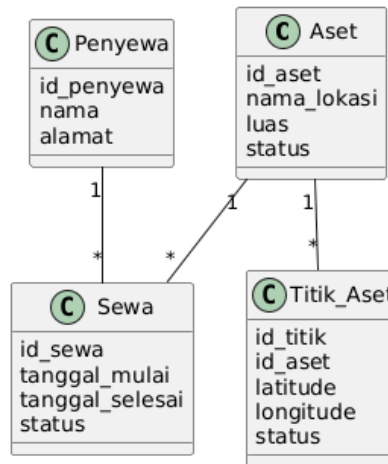 C Penyewa
id_penyewa
nama
alamat
C Aset
id_aset
nama_lokasi
luas
status
1
1
1
*
*
*
C Sewa
id_sewa
tanggal_mulai
tanggal_selesai
status
C Titik_Aset
id_titik
id_aset
latitude
longitude
status